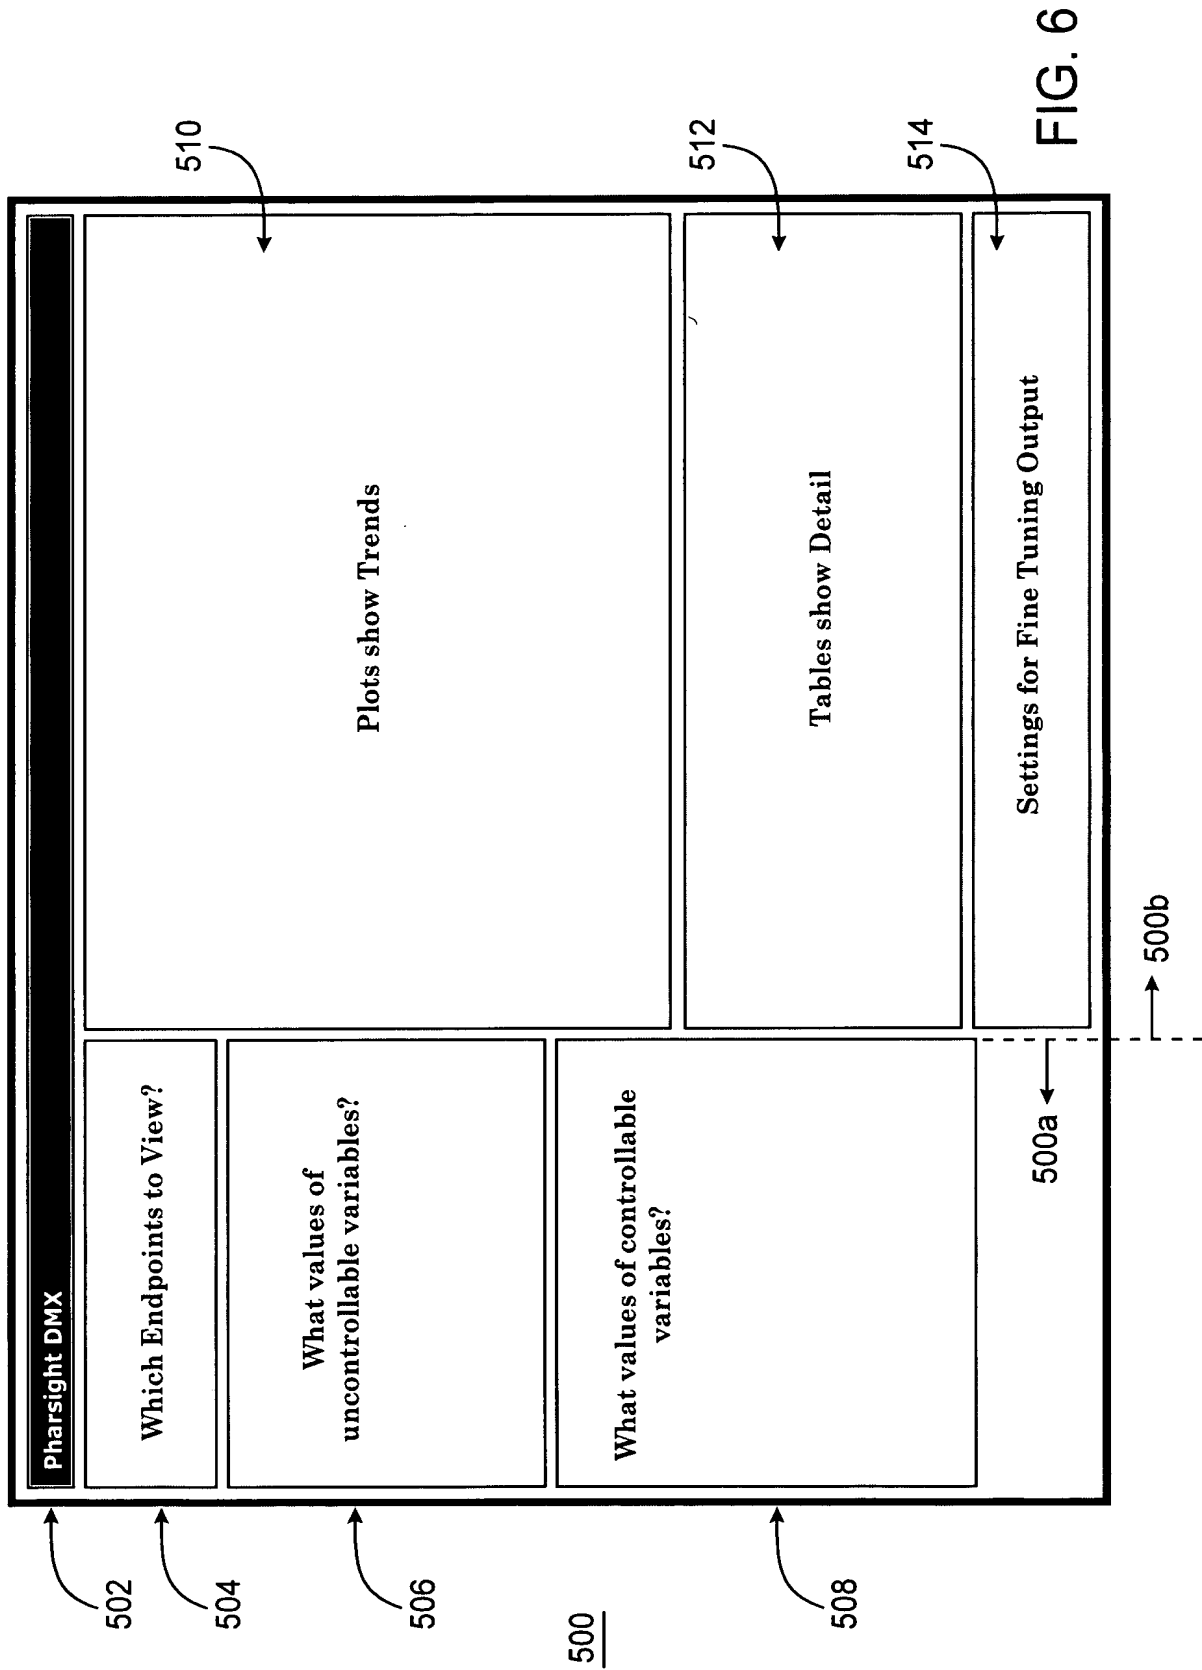 Pharsight DMX
Which Endpoints to View?
What values of
uncontrollable variables?
What values of controllable
variables?
Plots show Trends
Tables show Detail
Settings for Fine Tuning Output
502
504
506
508
500
510
512
514
500a
500b
FIG. 6